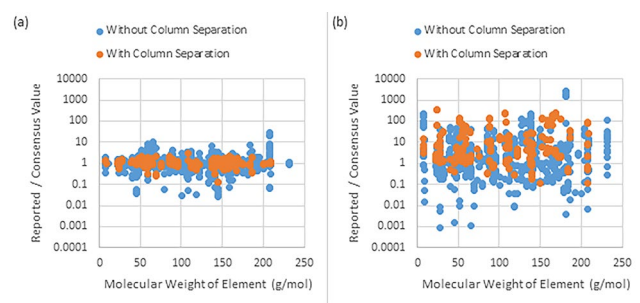 (a)
Without Column Separation
With Column Separation
10000
1000
100
10
1
0.1
0.01
0.001
0.0001
Reported / Consensus Value
0 50 100 150 200 250
Molecular Weight of Element (g/mol)
(b)
Without Column Separation
With Column Separation
10000
1000
100
10
1
0.1
0.01
0.001
0.0001
Reported / Consensus Value
0 50 100 150 200 250
Molecular Weight of Element (g/mol)